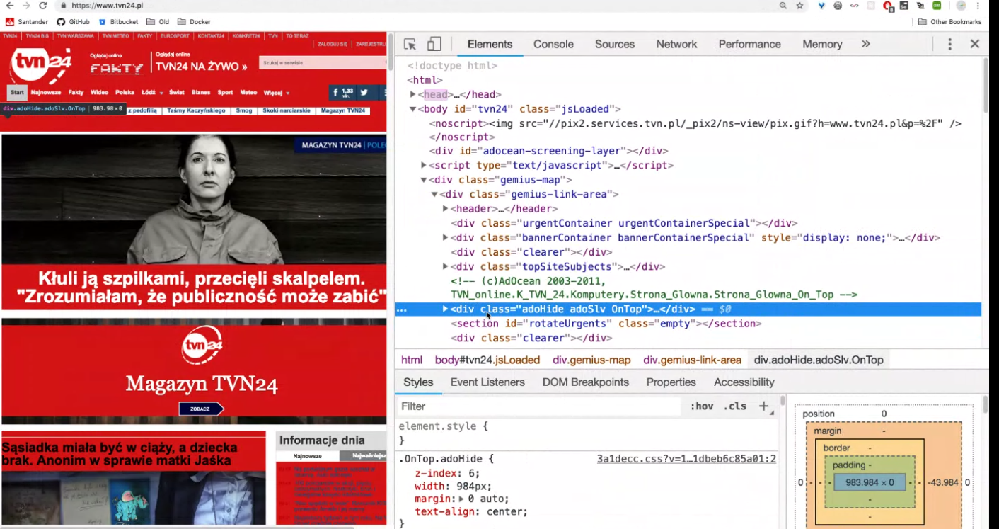 https://www.tvn24.pl
Santander GitHub Bitbucket Old Docker Other Bookmarks
TVN24 TVN24 BIS TVN WARSZAWA TVN METEO FAKTY EUROSPORT KONTAKT24 KONKRET24 TVN TO TERAZ
ZALOGUJ SIĘ ZAREJESTRUJ
tvn24
Oglądaj online
FAKTY
Oglądaj online
TVN24 NA ŻYWO »
Szukaj w serwisie
Start Najnowsze Fakty Wideo Polska Łódź Świat Biznes Sport Meteo Więcej
1,33 mln.
div.adoHide.adoSlv.OnTop | 983.98×0
z pedofilią Taśmy Kaczyńskiego Smog Skoki narciarskie Magazyn TVN24
MAGAZYN TVN24 | POLEC
Kłuli ją szpilkami, przecięli skalpelem.
"Zrozumiałam, że publiczność może zabić"
tvn24
Magazyn TVN24
ZOBACZ
Sąsiadka miała być w ciąży, a dziecka
brak. Anonim w sprawie matki Jaśka
Informacje dnia
Najnowsze Najważniejsz
Elements Console Sources Network Performance Memory »
<!doctype html>
<html>
<head>…</head>
<body id="tvn24" class="jsLoaded">
<noscript><img src="//pix2.services.tvn.pl/_pix2/ns-view/pix.gif?h=www.tvn24.pl&p=%2F" />
</noscript>
<div id="adocean-screening-layer"></div>
<script type="text/javascript">…</script>
<div class="gemius-map">
<div class="gemius-link-area">
<header>…</header>
<div class="urgentContainer urgentContainerSpecial"></div>
<div class="bannerContainer bannerContainerSpecial" style="display: none;">…</div>
<div class="clearer"></div>
<div class="topSiteSubjects">…</div>
<!-- (c)AdOcean 2003-2011,
TVN_online.K_TVN_24.Komputery.Strona_Glowna.Strona_Glowna_On_Top -->
… <div class="adoHide adoSlv OnTop">…</div> == $0
<section id="rotateUrgents" class="empty"></section>
<div class="clearer"></div>
html body#tvn24.jsLoaded div.gemius-map div.gemius-link-area div.adoHide.adoSlv.OnTop
Styles Event Listeners DOM Breakpoints Properties Accessibility
Filter :hov .cls +
element.style {
}
.OnTop.adoHide { 3a1decc.css?v=1…1dbeb6c85a01:2
z-index: 6;
width: 984px;
margin: 0 auto;
text-align: center;
}
position 0
margin -
border -
padding -
0 - - - 983.984 × 0 - - -43.984 0
-
-